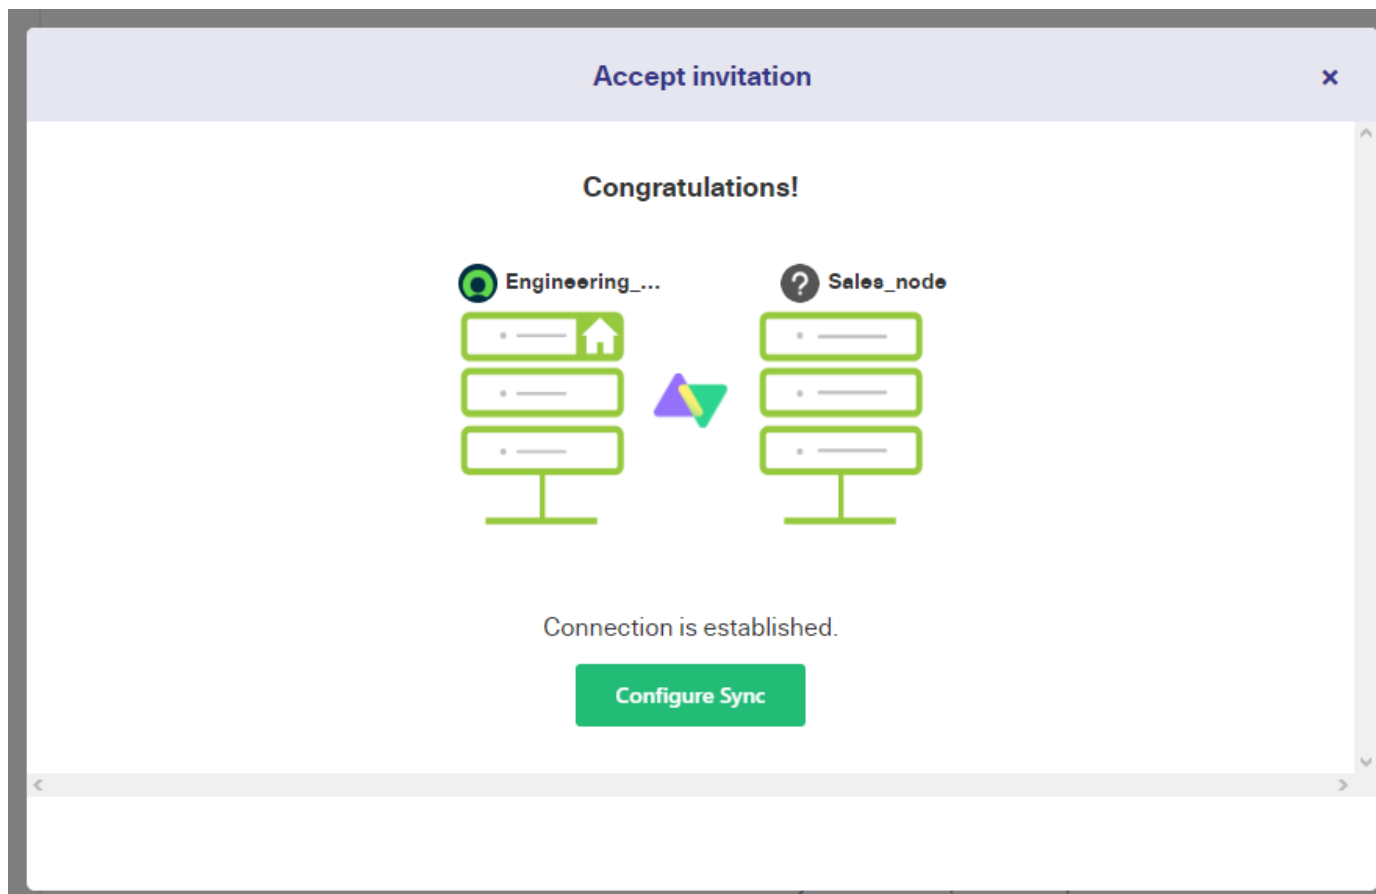 Accept invitation
×
Congratulations!
Engineering_...
? Sales_node
Connection is established.
Configure Sync